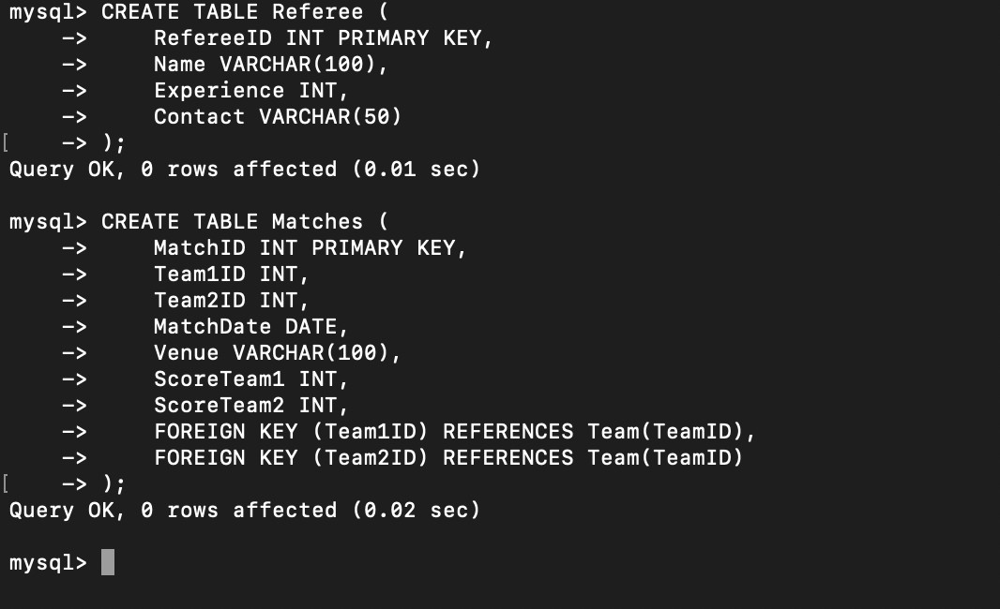 mysql> CREATE TABLE Referee (
    ->     RefereeID INT PRIMARY KEY,
    ->     Name VARCHAR(100),
    ->     Experience INT,
    ->     Contact VARCHAR(50)
[    -> );
Query OK, 0 rows affected (0.01 sec)
mysql> CREATE TABLE Matches (
    ->     MatchID INT PRIMARY KEY,
    ->     Team1ID INT,
    ->     Team2ID INT,
    ->     MatchDate DATE,
    ->     Venue VARCHAR(100),
    ->     ScoreTeam1 INT,
    ->     ScoreTeam2 INT,
    ->     FOREIGN KEY (Team1ID) REFERENCES Team(TeamID),
    ->     FOREIGN KEY (Team2ID) REFERENCES Team(TeamID)
[    -> );
Query OK, 0 rows affected (0.02 sec)
mysql>